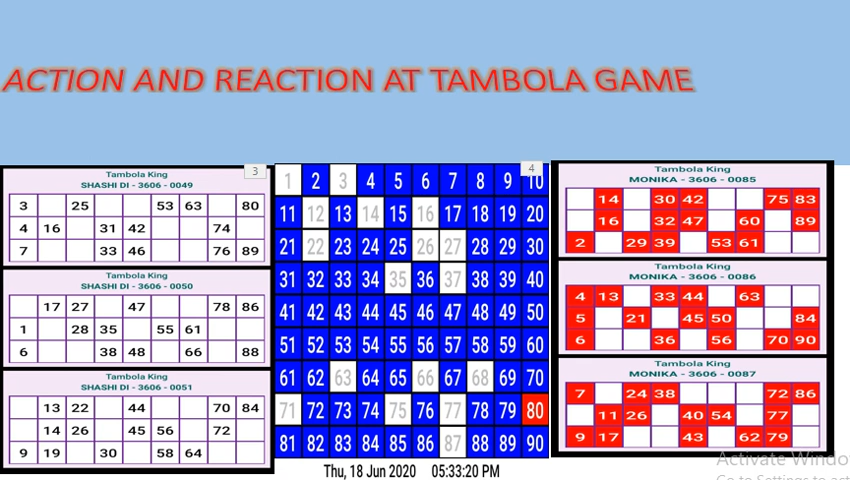 ACTION AND REACTION AT TAMBOLA GAME
3
Tambola King
SHASHI DI - 3606 - 0049
3 25 53 63 80
4 16 31 42 74
7 33 46 76 89
Tambola King
SHASHI DI - 3606 - 0050
17 27 47 78 86
1 28 35 55 61
6 38 48 66 88
Tambola King
SHASHI DI - 3606 - 0051
13 22 44 70 84
14 26 45 56 72
9 19 30 58 64
4
1 2 3 4 5 6 7 8 9 10
11 12 13 14 15 16 17 18 19 20
21 22 23 24 25 26 27 28 29 30
31 32 33 34 35 36 37 38 39 40
41 42 43 44 45 46 47 48 49 50
51 52 53 54 55 56 57 58 59 60
61 62 63 64 65 66 67 68 69 70
71 72 73 74 75 76 77 78 79 80
81 82 83 84 85 86 87 88 89 90
Thu, 18 Jun 2020 05:33:20 PM
Tambola King
MONIKA - 3606 - 0085
14 30 42 75 83
16 32 47 60 89
2 29 39 53 61
Tambola King
MONIKA - 3606 - 0086
4 13 33 44 63
5 21 45 50 84
6 36 56 70 90
Tambola King
MONIKA - 3606 - 0087
7 24 38 72 86
11 26 40 54 77
9 17 43 62 79
Activate Windo
Go to Settings to act